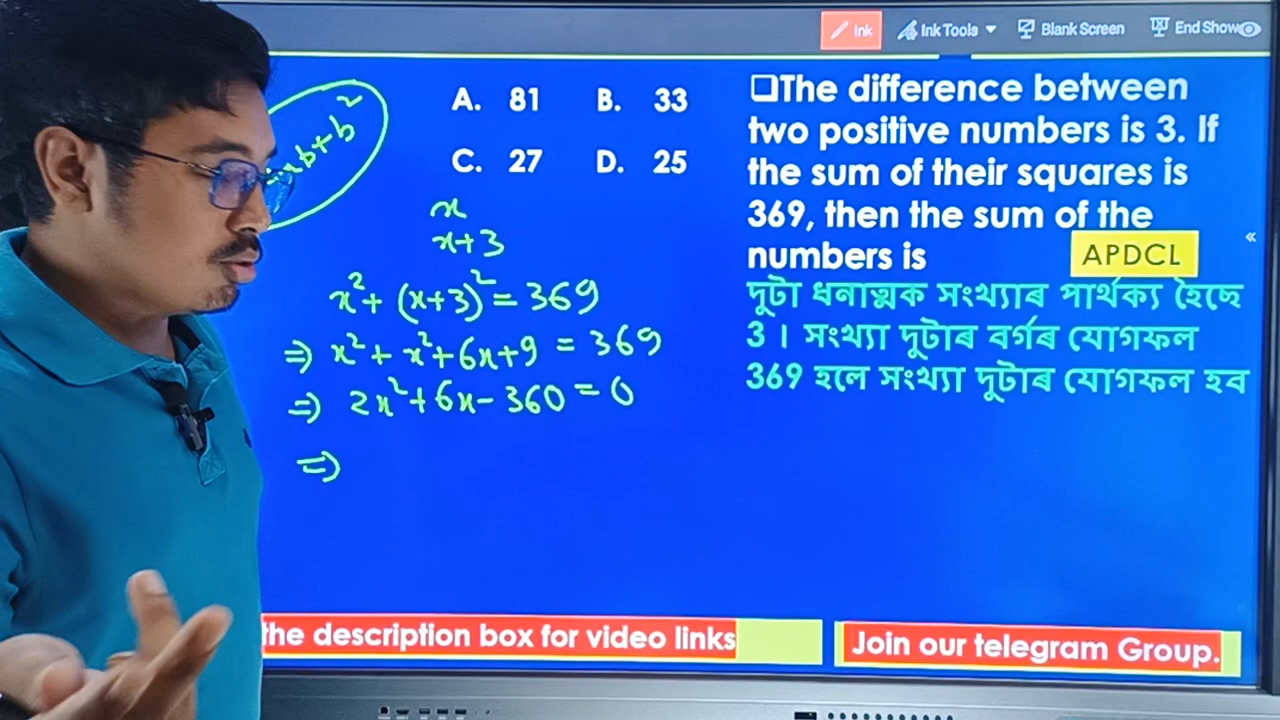 Ink Ink Tools Blank Screen End Show
A. 81 B. 33
C. 27 D. 25
❑The difference between
two positive numbers is 3. If
the sum of their squares is
369, then the sum of the
numbers is
APDCL
দুটা ধনাত্মক সংখ্যাৰ পাৰ্থক্য হৈছে
3 । সংখ্যা দুটাৰ বৰ্গৰ যোগফল
369 হলে সংখ্যা দুটাৰ যোগফল হব
ab+b²
x
x+3
x²+(x+3)²=369
⇒ x²+x²+6x+9 = 369
⇒ 2x²+6x-360=0
⇒
the description box for video links
Join our telegram Group.